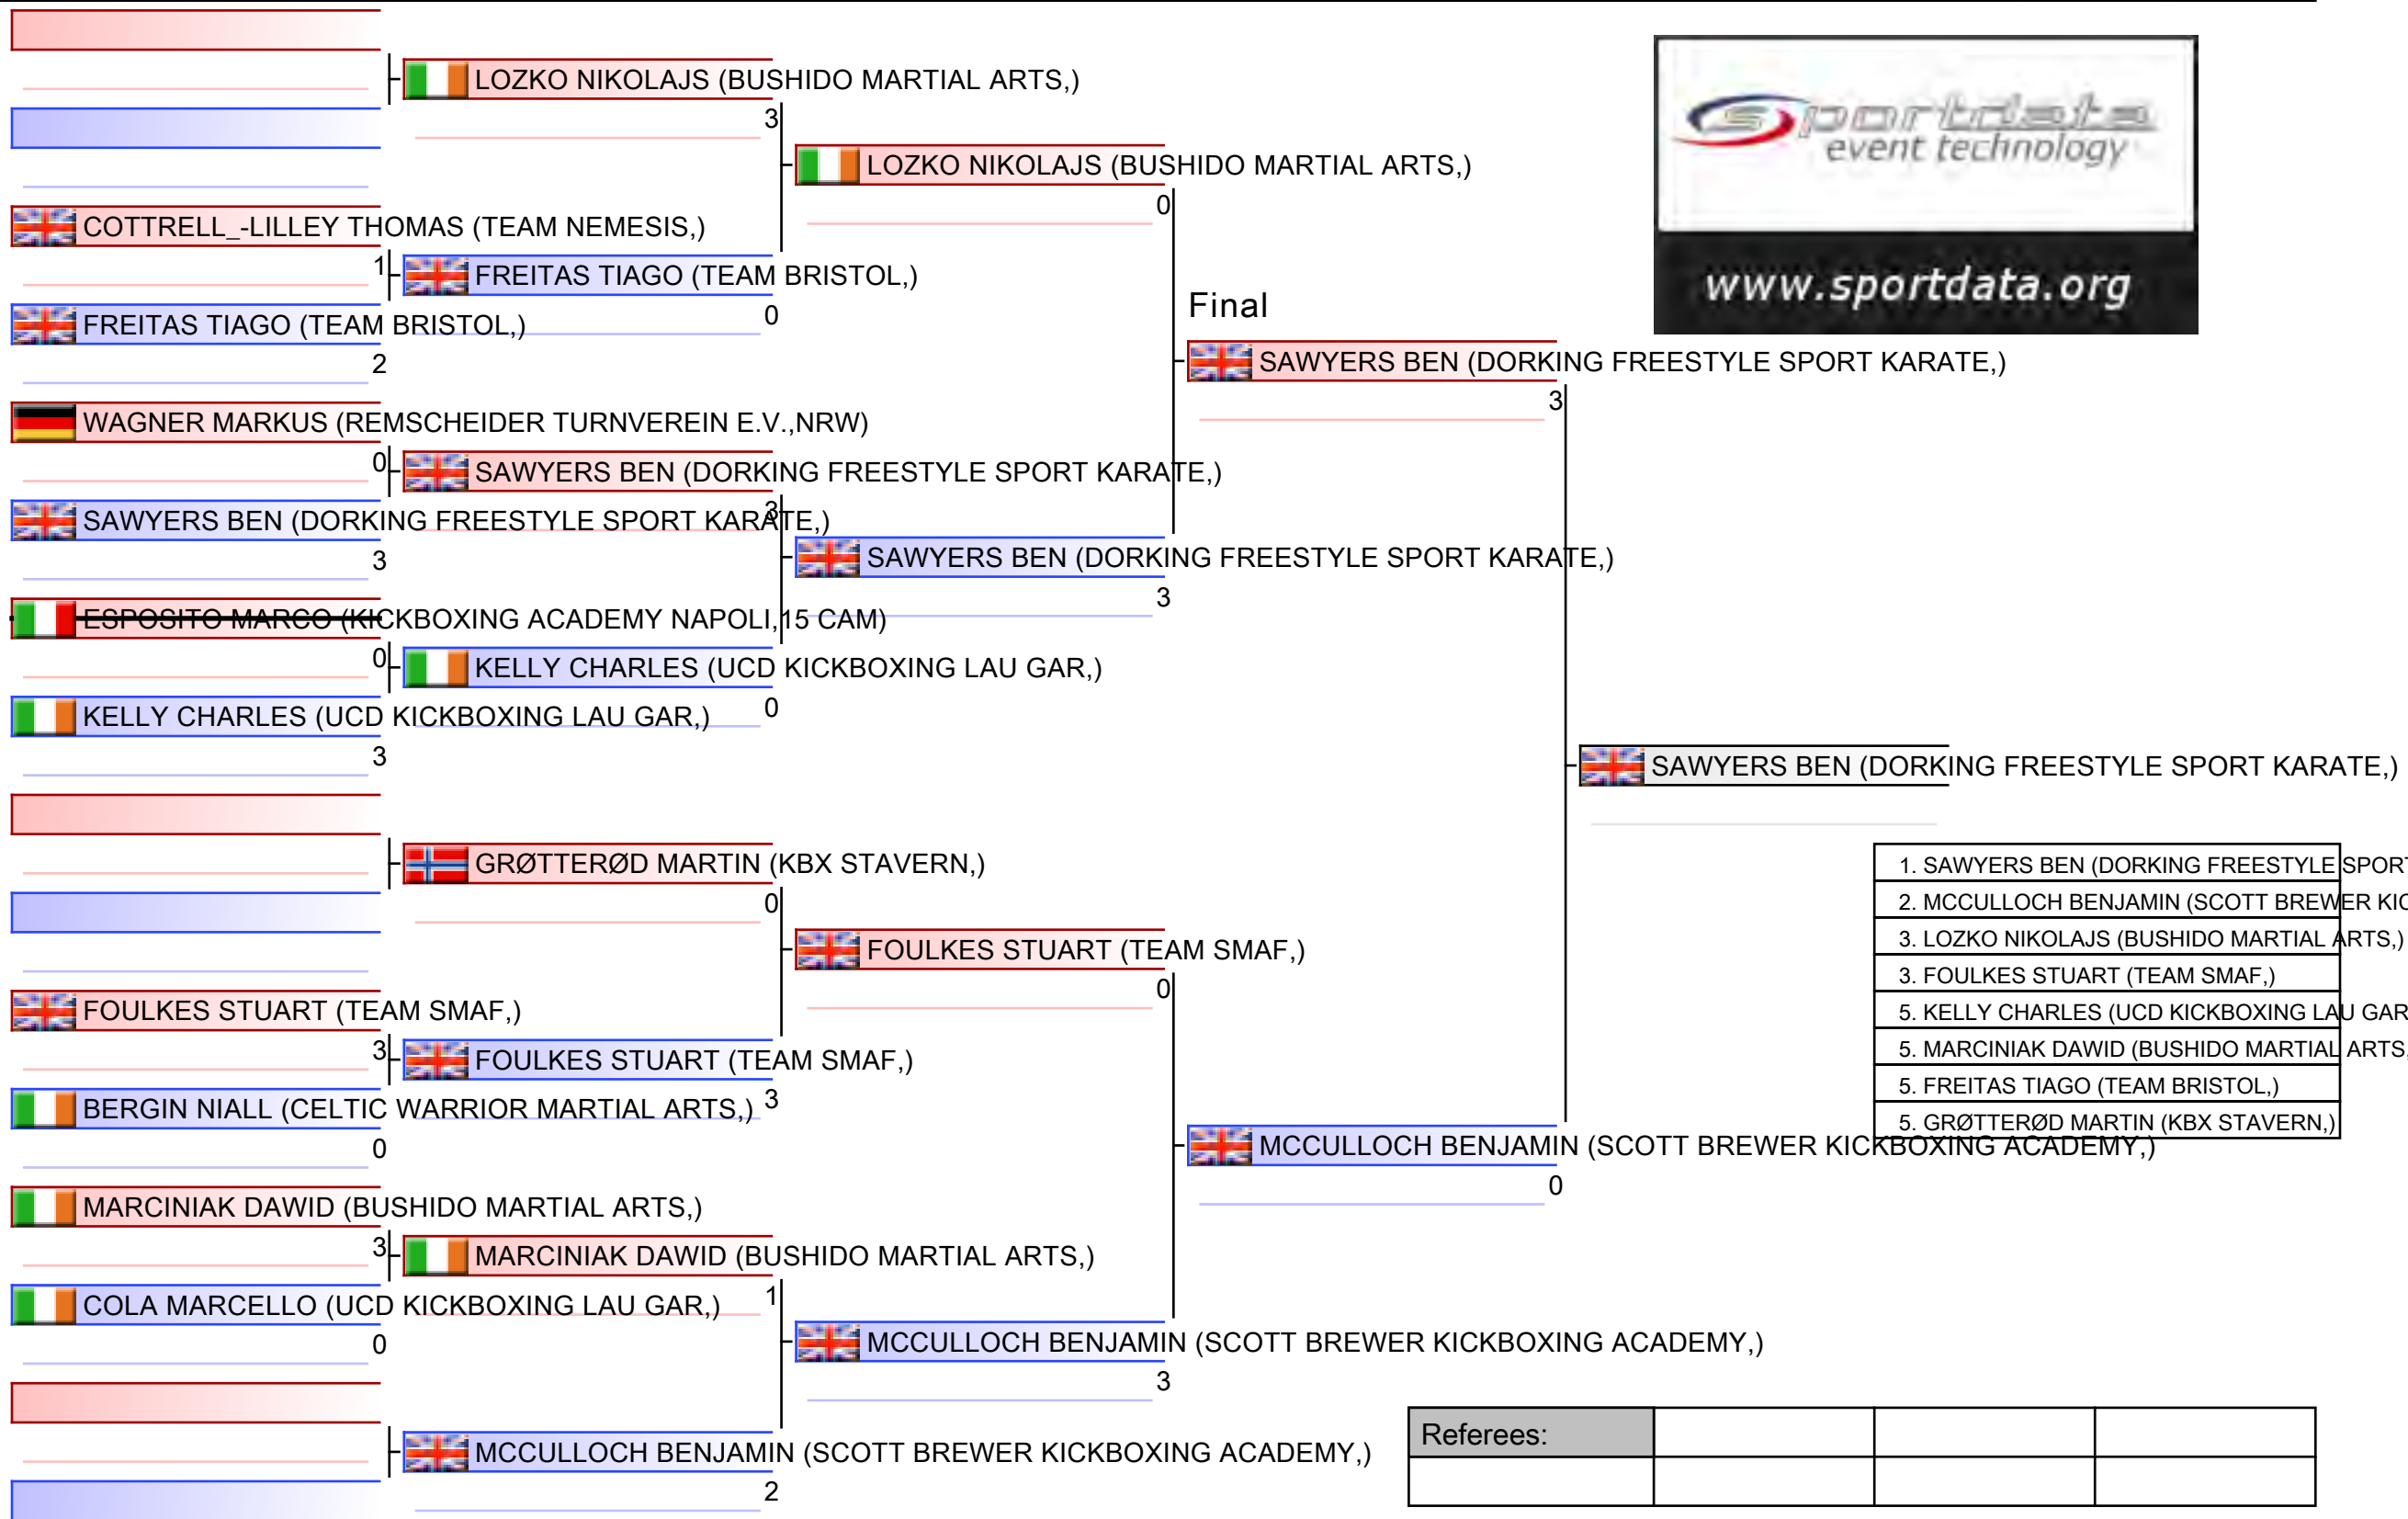 LOZKO NIKOLAJS (BUSHIDO MARTIAL ARTS,)
3
COTTRELL_-LILLEY THOMAS (TEAM NEMESIS,)
1
FREITAS TIAGO (TEAM BRISTOL,)
0
FREITAS TIAGO (TEAM BRISTOL,)
2
WAGNER MARKUS (REMSCHEIDER TURNVEREIN E.V.,NRW)
0
SAWYERS BEN (DORKING FREESTYLE SPORT KARATE,)
3
SAWYERS BEN (DORKING FREESTYLE SPORT KARATE,)
3
ESPOSITO MARCO (KICKBOXING ACADEMY NAPOLI,15 CAM)
0
KELLY CHARLES (UCD KICKBOXING LAU GAR,)
0
KELLY CHARLES (UCD KICKBOXING LAU GAR,)
3
GRØTTERØD MARTIN (KBX STAVERN,)
0
FOULKES STUART (TEAM SMAF,)
3
FOULKES STUART (TEAM SMAF,)
3
BERGIN NIALL (CELTIC WARRIOR MARTIAL ARTS,)
0
MARCINIAK DAWID (BUSHIDO MARTIAL ARTS,)
3
MARCINIAK DAWID (BUSHIDO MARTIAL ARTS,)
1
COLA MARCELLO (UCD KICKBOXING LAU GAR,)
0
MCCULLOCH BENJAMIN (SCOTT BREWER KICKBOXING ACADEMY,)
2
LOZKO NIKOLAJS (BUSHIDO MARTIAL ARTS,)
0
SAWYERS BEN (DORKING FREESTYLE SPORT KARATE,)
3
FOULKES STUART (TEAM SMAF,)
0
MCCULLOCH BENJAMIN (SCOTT BREWER KICKBOXING ACADEMY,)
3
Final
SAWYERS BEN (DORKING FREESTYLE SPORT KARATE,)
3
MCCULLOCH BENJAMIN (SCOTT BREWER KICKBOXING ACADEMY,)
0
SAWYERS BEN (DORKING FREESTYLE SPORT KARATE,)
sportdata
event technology
www.sportdata.org
1. SAWYERS BEN (DORKING FREESTYLE SPORT
2. MCCULLOCH BENJAMIN (SCOTT BREWER KIC
3. LOZKO NIKOLAJS (BUSHIDO MARTIAL ARTS,)
3. FOULKES STUART (TEAM SMAF,)
5. KELLY CHARLES (UCD KICKBOXING LAU GAR
5. MARCINIAK DAWID (BUSHIDO MARTIAL ARTS,
5. FREITAS TIAGO (TEAM BRISTOL,)
5. GRØTTERØD MARTIN (KBX STAVERN,)
Referees: